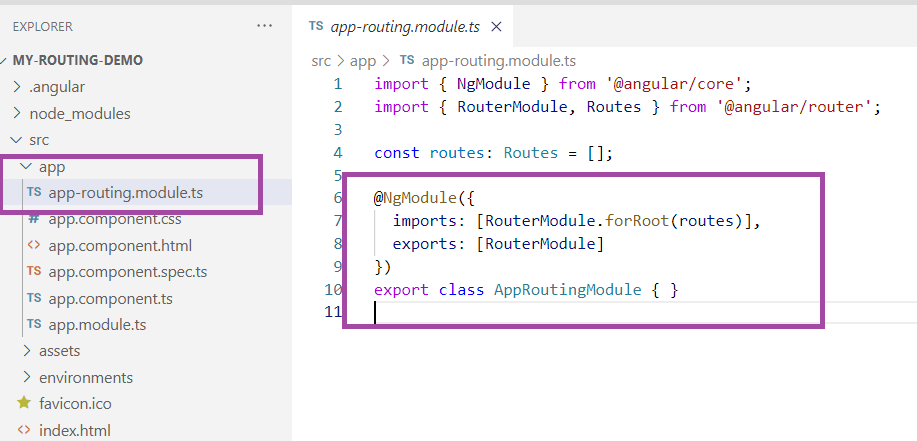 EXPLORER
...
MY-ROUTING-DEMO
.angular
node_modules
src
app
TS app-routing.module.ts
# app.component.css
<> app.component.html
TS app.component.spec.ts
TS app.component.ts
TS app.module.ts
assets
environments
favicon.ico
<> index.html
TS app-routing.module.ts ×
src > app > TS app-routing.module.ts
1 import { NgModule } from '@angular/core';
2 import { RouterModule, Routes } from '@angular/router';
3
4 const routes: Routes = [];
5
6 @NgModule({
7 imports: [RouterModule.forRoot(routes)],
8 exports: [RouterModule]
9 })
10 export class AppRoutingModule { }
11